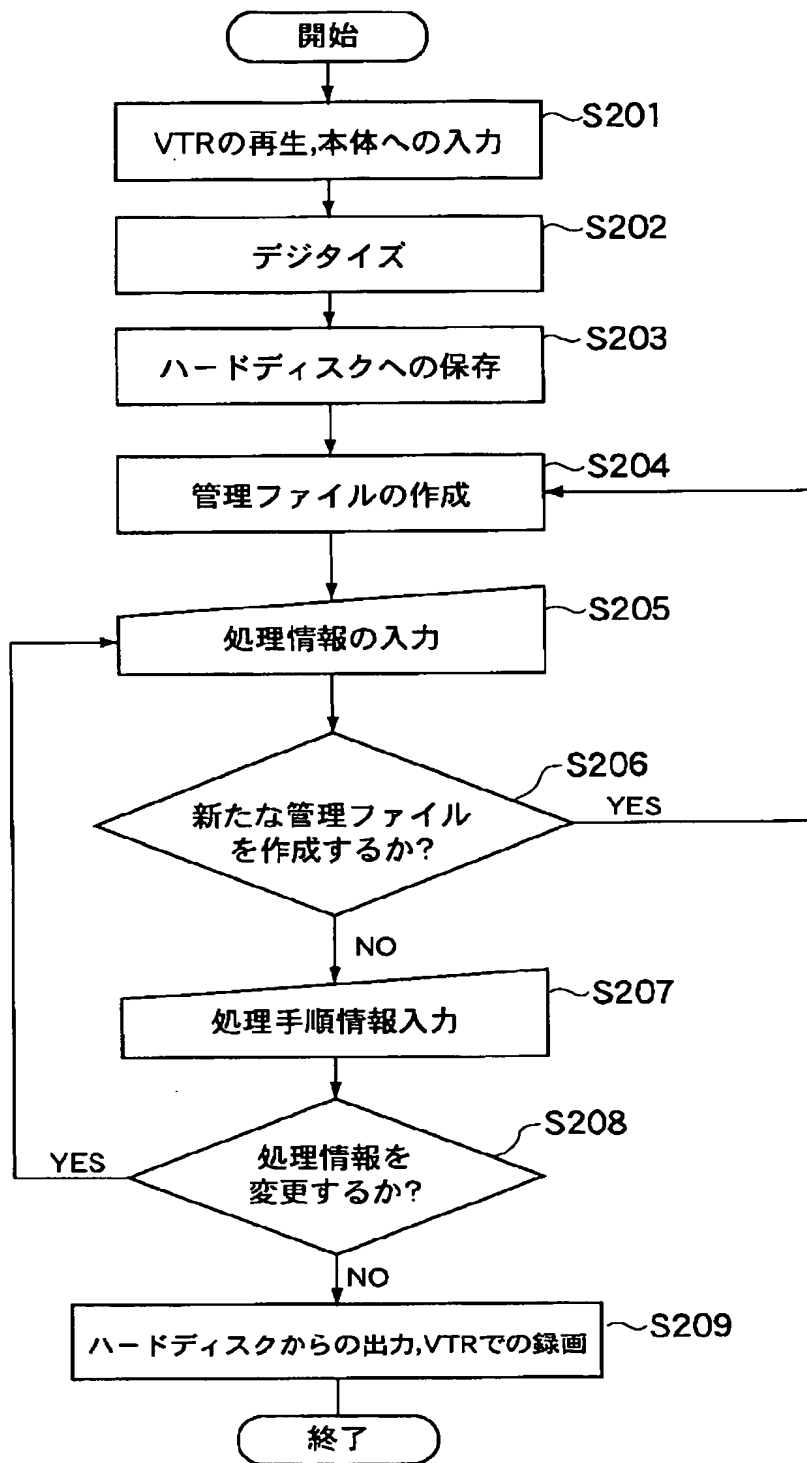 開始
VTRの再生,本体への入力
S201
デジタイズ
S202
ハードディスクへの保存
S203
管理ファイルの作成
S204
処理情報の入力
S205
新たな管理ファイル
を作成するか?
S206
YES
NO
処理手順情報入力
S207
処理情報を
変更するか?
S208
YES
NO
ハードディスクからの出力,VTRでの録画
S209
終了